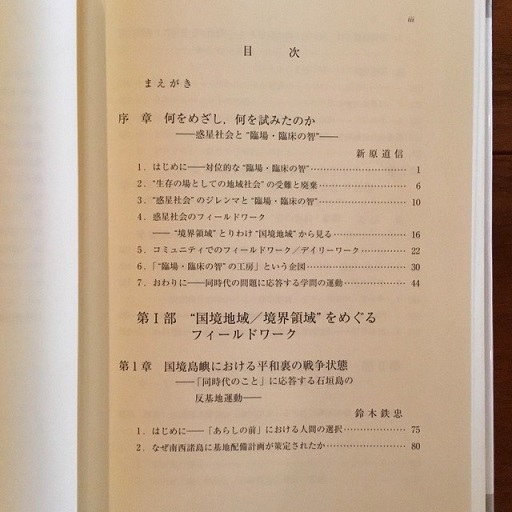 iii
目 次
まえがき
序 章 何をめざし，何を試みたのか
——惑星社会と“臨場・臨床の智”——
新原道信
1．はじめに——対位的な“臨場・臨床の智”………………………… 1
2．“生存の場としての地域社会”の受難と廃棄………………………… 6
3．“惑星社会”のジレンマと“臨場・臨床の智”………………………… 10
4．惑星社会のフィールドワーク
——“境界領域”とりわけ“国境地域”から見る………………………… 16
5．コミュニティでのフィールドワーク／デイリーワーク………… 22
6．「“臨場・臨床の智”の工房」という企図………………………… 30
7．おわりに——同時代の問題に応答する学問の運動………………… 44
第Ⅰ部 “国境地域／境界領域”をめぐる
フィールドワーク
第1章 国境島嶼における平和裏の戦争状態
——「同時代のこと」に応答する石垣島の
反基地運動——
鈴木鉄忠
1．はじめに——「あらしの前」における人間の選択………………… 75
2．なぜ南西諸島に基地配備計画が策定されたか……………………… 80